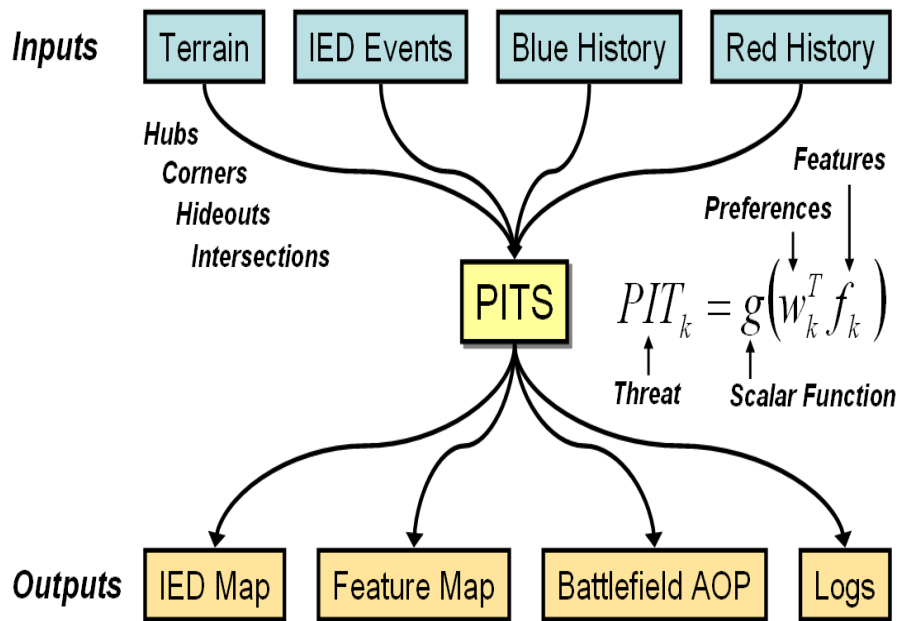 Inputs
Terrain
IED Events
Blue History
Red History
Hubs
Corners
Hideouts
Intersections
Features
Preferences
PITS
PIT_k = g(w_k^T f_k)
Threat
Scalar Function
Outputs
IED Map
Feature Map
Battlefield AOP
Logs